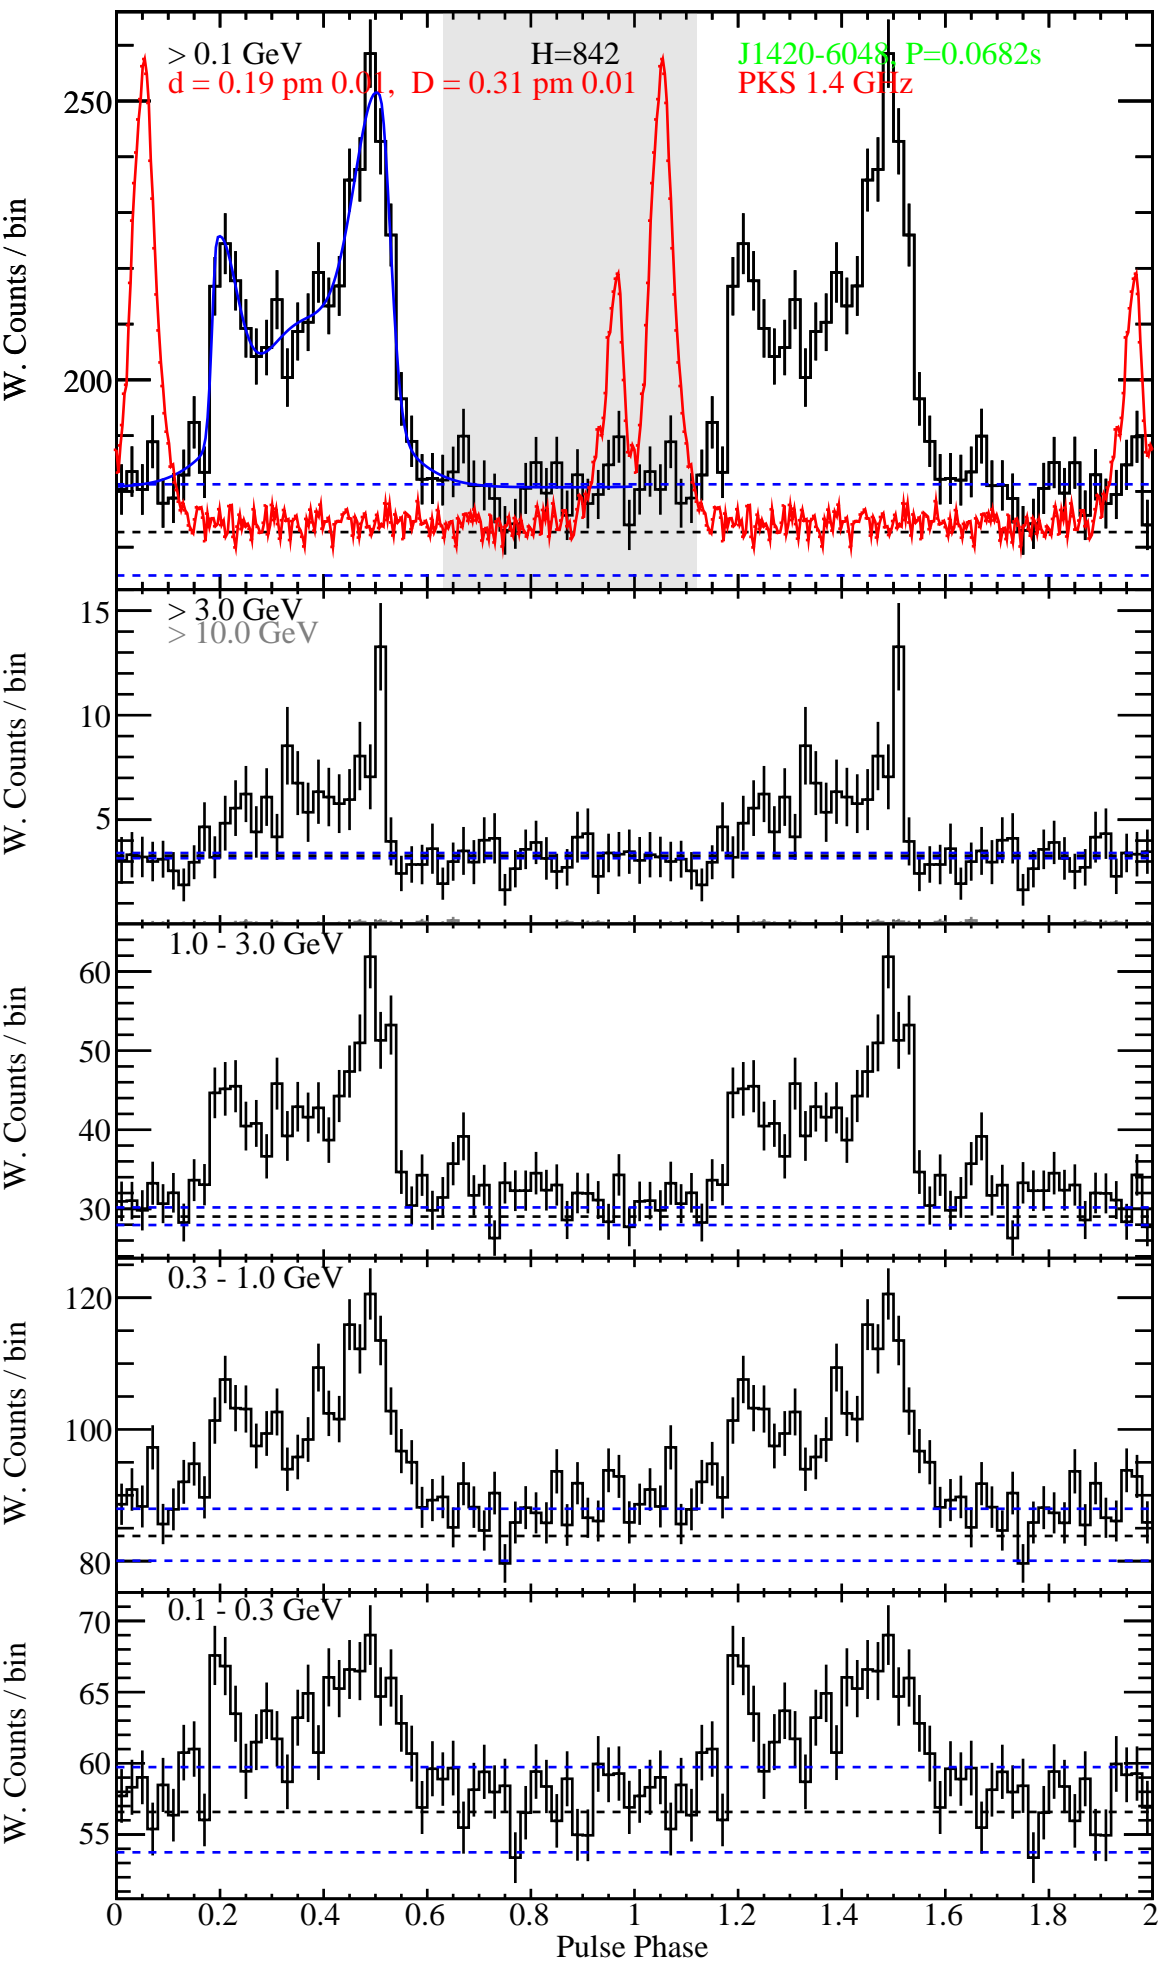 > 0.1 GeV H=842 J1420-6048, P=0.0682s
d = 0.19 pm 0.01, D = 0.31 pm 0.01 PKS 1.4 GHz
250
200
W. Counts / bin
> 3.0 GeV
> 10.0 GeV
15
10
5
W. Counts / bin
1.0 - 3.0 GeV
60
50
40
30
W. Counts / bin
0.3 - 1.0 GeV
120
100
80
W. Counts / bin
0.1 - 0.3 GeV
70
65
60
55
W. Counts / bin
0 0.2 0.4 0.6 0.8 1 1.2 1.4 1.6 1.8 2
Pulse Phase